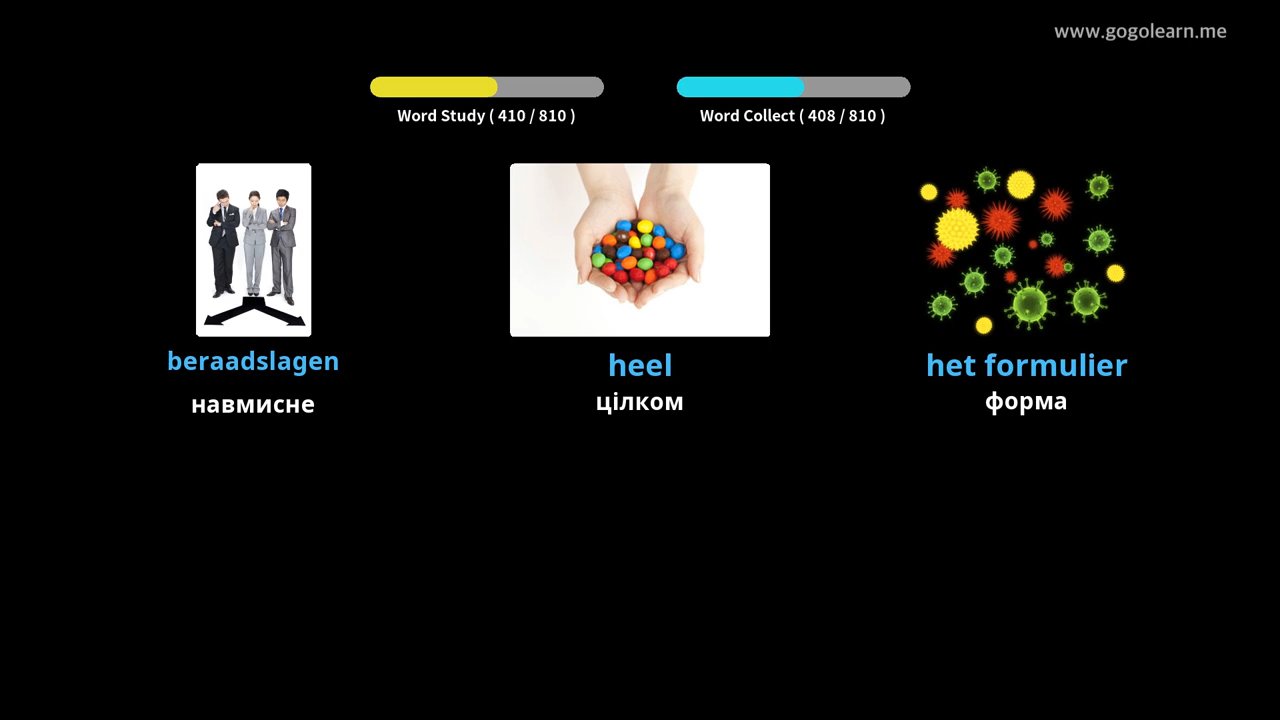 www.gogolearn.me
Word Study ( 410 / 810 )
Word Collect ( 408 / 810 )
beraadslagen
навмисне
heel
цілком
het formulier
форма